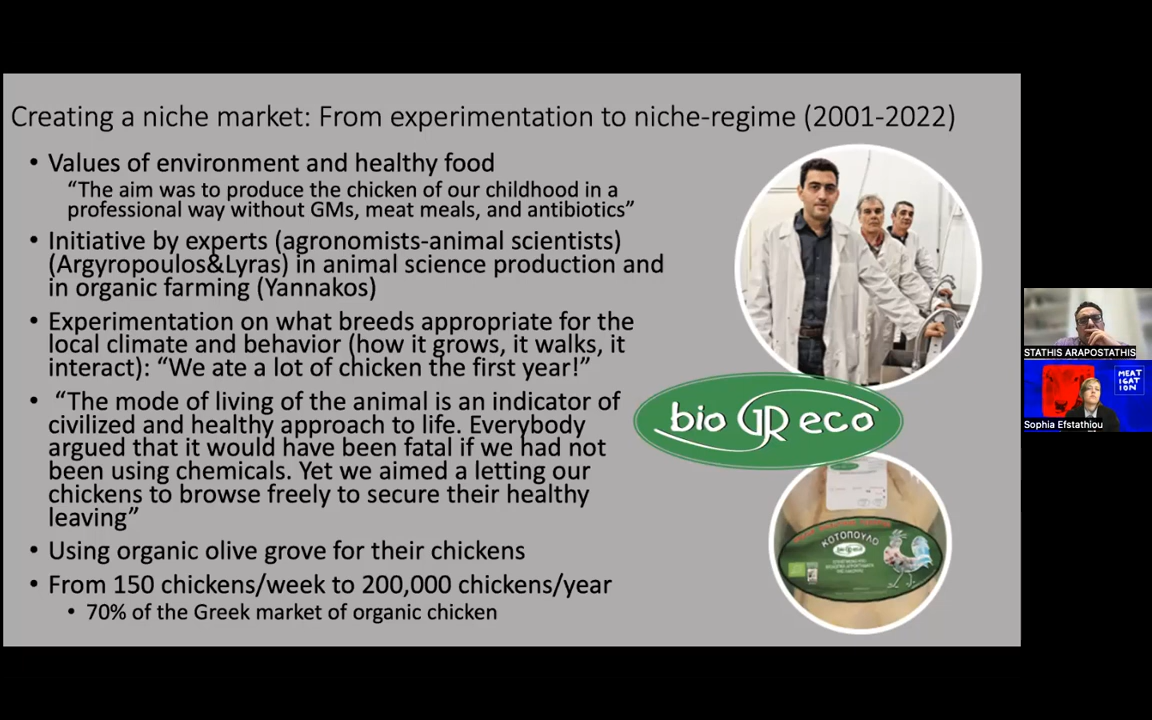 Creating a niche market: From experimentation to niche-regime (2001-2022)
• Values of environment and healthy food
“The aim was to produce the chicken of our childhood in a
professional way without GMs, meat meals, and antibiotics”
• Initiative by experts (agronomists-animal scientists)
(Argyropoulos&Lyras) in animal science production and
in organic farming (Yannakos)
• Experimentation on what breeds appropriate for the
local climate and behavior (how it grows, it walks, it
interact): “We ate a lot of chicken the first year!”
• “The mode of living of the animal is an indicator of
civilized and healthy approach to life. Everybody
argued that it would have been fatal if we had not
been using chemicals. Yet we aimed a letting our
chickens to browse freely to secure their healthy
leaving”
• Using organic olive grove for their chickens
• From 150 chickens/week to 200,000 chickens/year
• 70% of the Greek market of organic chicken
bio GR eco
ΚΟΤΟΠΟΥΛΟ
STATHIS ARAPOSTATHIS
MEAT
IGAT
ION
Sophia Efstathiou